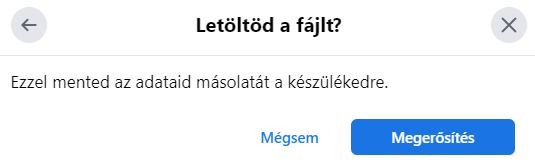 Letöltöd a fájlt?
Ezzel mented az adataid másolatát a készülékedre.
Mégsem Megerősítés